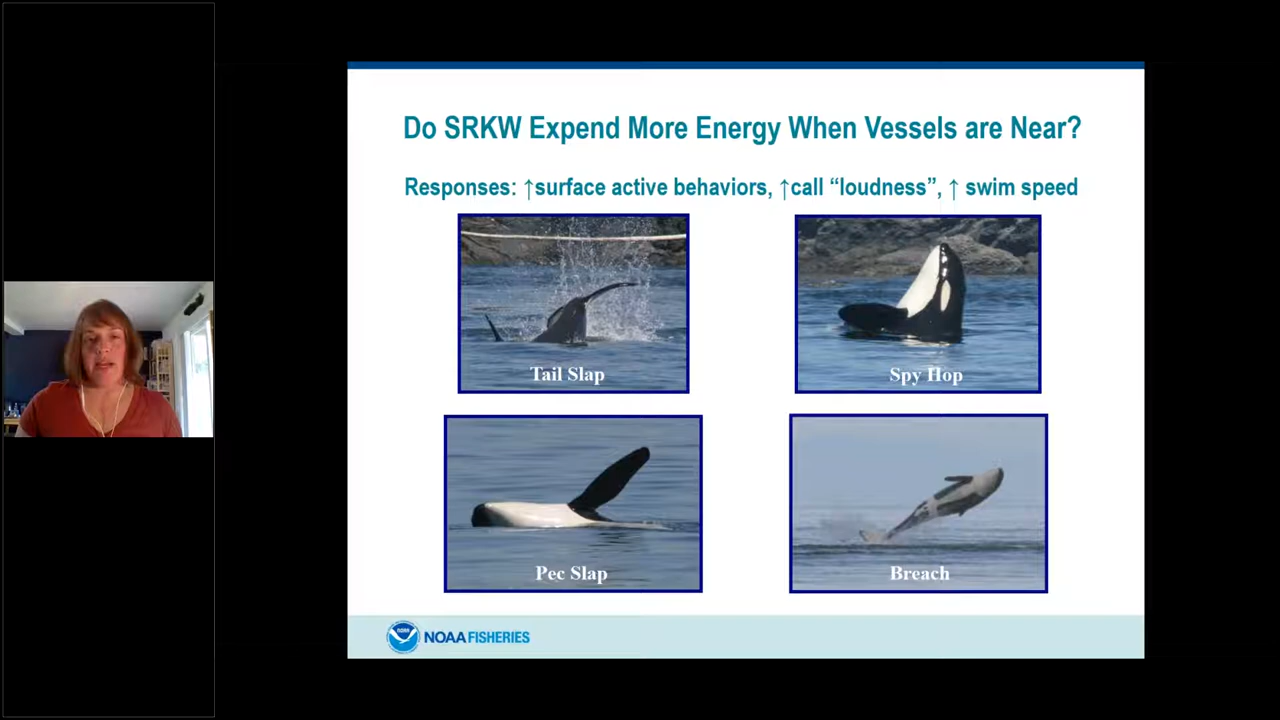 Do SRKW Expend More Energy When Vessels are Near?
Responses: ↑surface active behaviors, ↑call “loudness”, ↑ swim speed
Tail Slap
Spy Hop
Pec Slap
Breach
NOAA FISHERIES